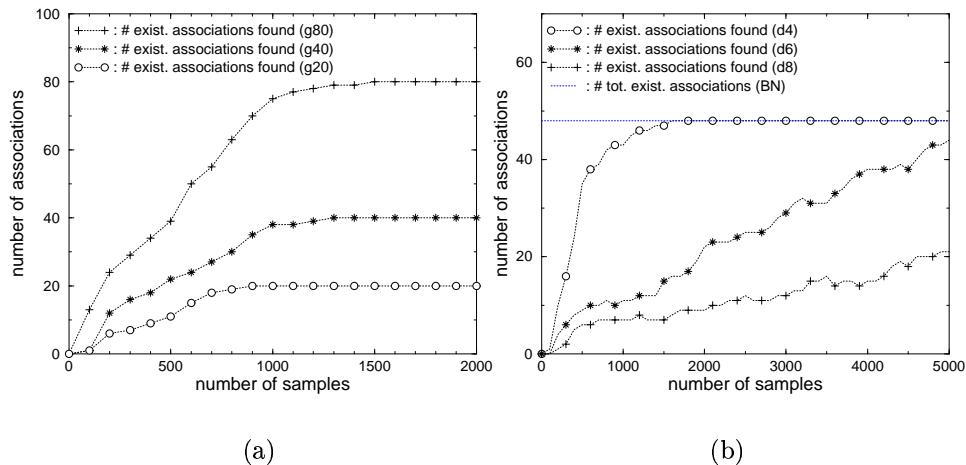 100
80
60
40
20
0
0
500
1000
1500
2000
number of associations
number of samples
: # exist. associations found (g80)
: # exist. associations found (g40)
: # exist. associations found (g20)
(a)
60
40
20
0
0
1000
2000
3000
4000
5000
number of associations
number of samples
: # exist. associations found (d4)
: # exist. associations found (d6)
: # exist. associations found (d8)
: # tot. exist. associations (BN)
(b)